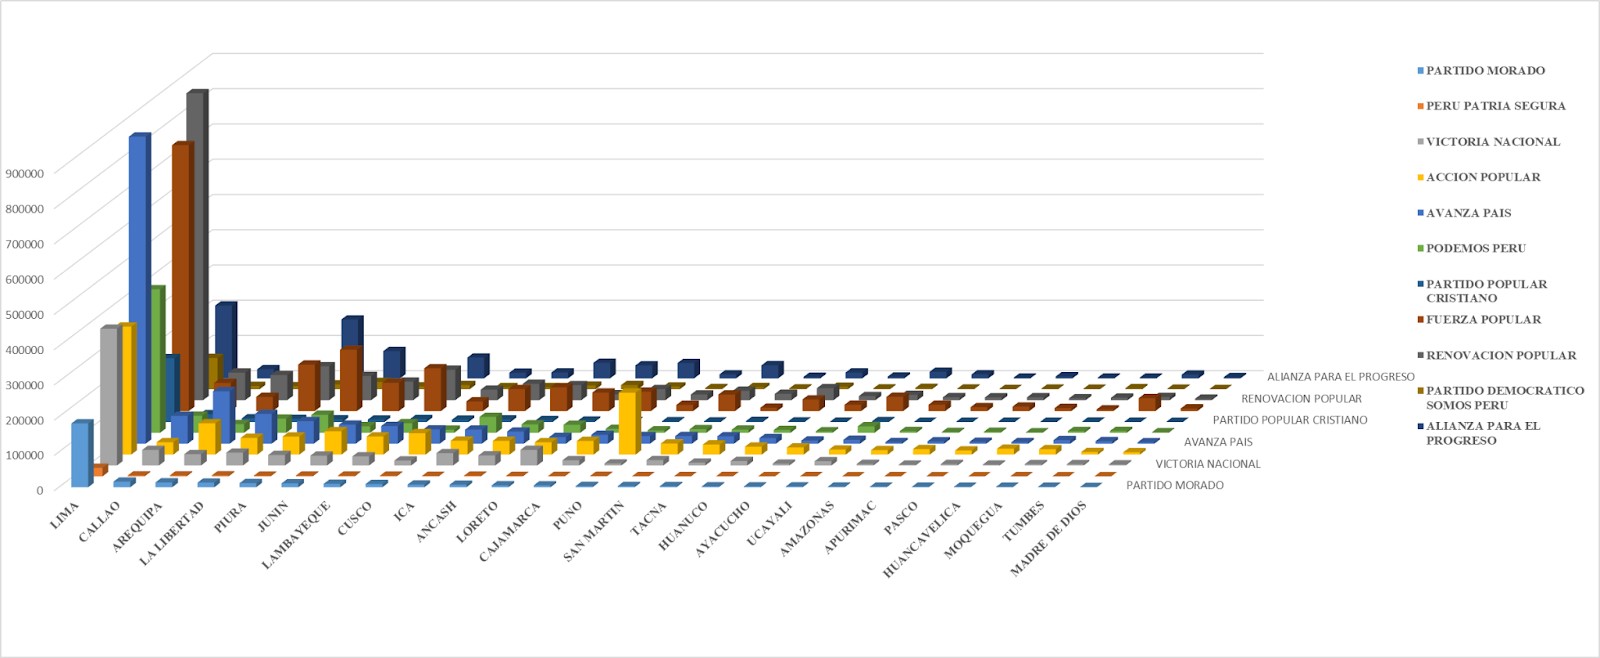 900000
800000
700000
600000
500000
400000
300000
200000
100000
0
LIMA
CALLAO
AREQUIPA
LA LIBERTAD
PIURA
JUNIN
LAMBAYEQUE
CUSCO
ICA
ANCASH
LORETO
CAJAMARCA
PUNO
SAN MARTIN
TACNA
HUANUCO
AYACUCHO
UCAYALI
AMAZONAS
APURIMAC
PASCO
HUANCAVELICA
MOQUEGUA
TUMBES
MADRE DE DIOS
ALIANZA PARA EL PROGRESO
RENOVACION POPULAR
PARTIDO POPULAR CRISTIANO
AVANZA PAIS
VICTORIA NACIONAL
PARTIDO MORADO
PARTIDO MORADO
PERU PATRIA SEGURA
VICTORIA NACIONAL
ACCION POPULAR
AVANZA PAIS
PODEMOS PERU
PARTIDO POPULAR
CRISTIANO
FUERZA POPULAR
RENOVACION POPULAR
PARTIDO DEMOCRATICO
SOMOS PERU
ALIANZA PARA EL
PROGRESO